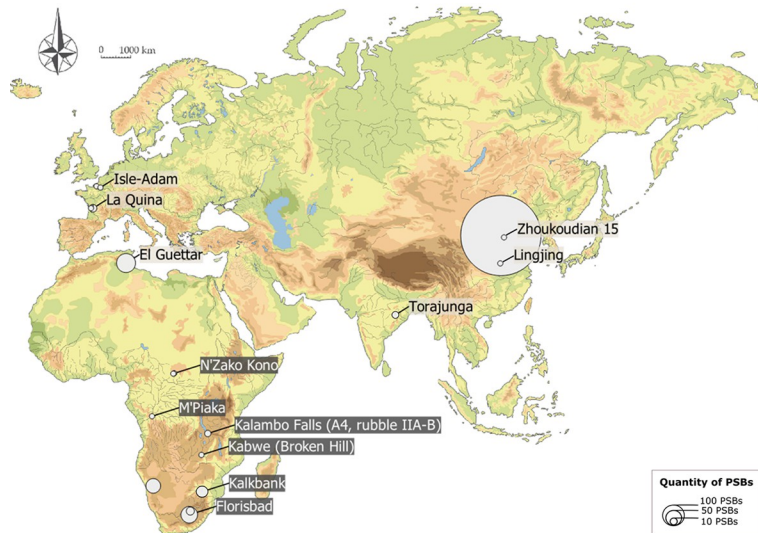 0 1000 km
Isle-Adam
La Quina
El Guettar
Zhoukoudian 15
Lingjing
Torajunga
N'Zako Kono
M'Piaka
Kalambo Falls (A4, rubble IIA-B)
Kabwe (Broken Hill)
Kalkbank
Florisbad
Quantity of PSBs
100 PSBs
50 PSBs
10 PSBs